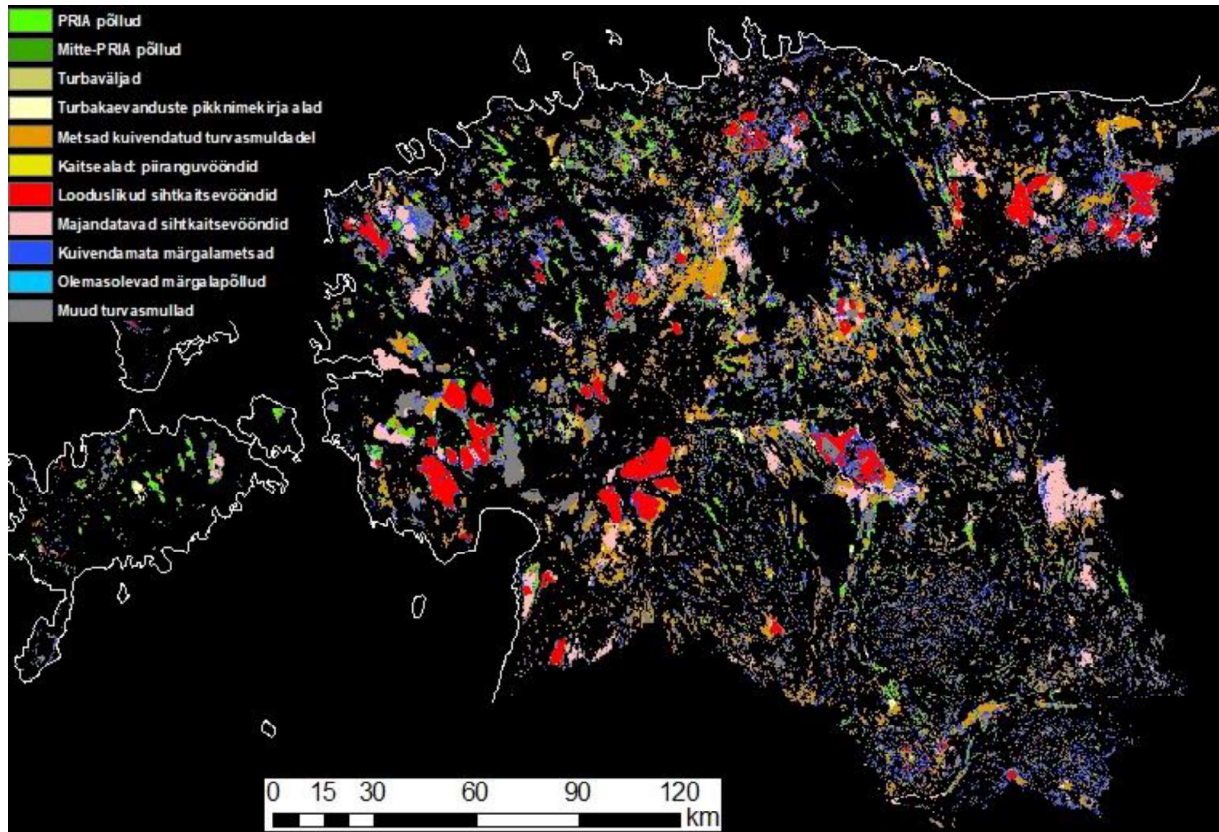 PRIA põllud
Mitte-PRIA põllud
Turbaväljad
Turbakaevanduste pikknimekirja alad
Metsad kuivendatud turvasmuldadel
Kaitsealad: piiranguvööndid
Looduslikud sihtkaitsevööndid
Majandatavad sihtkaitsevööndid
Kuivendamata märgalametsad
Olemasolevad märgalapõllud
Muud turvasmullad
0 15 30 60 90 120
km